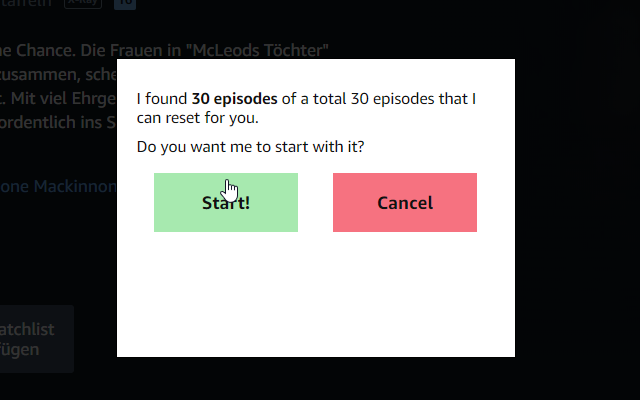 X-Ray
16
ne Chance. Die Frauen in "McLeods Töchter"
zusammen, sche
t. Mit viel Ehrge
ordentlich ins S
I found 30 episodes of a total 30 episodes that I
can reset for you.
Do you want me to start with it?
Start!
Cancel
one Mackinnon
atchlist
fügen